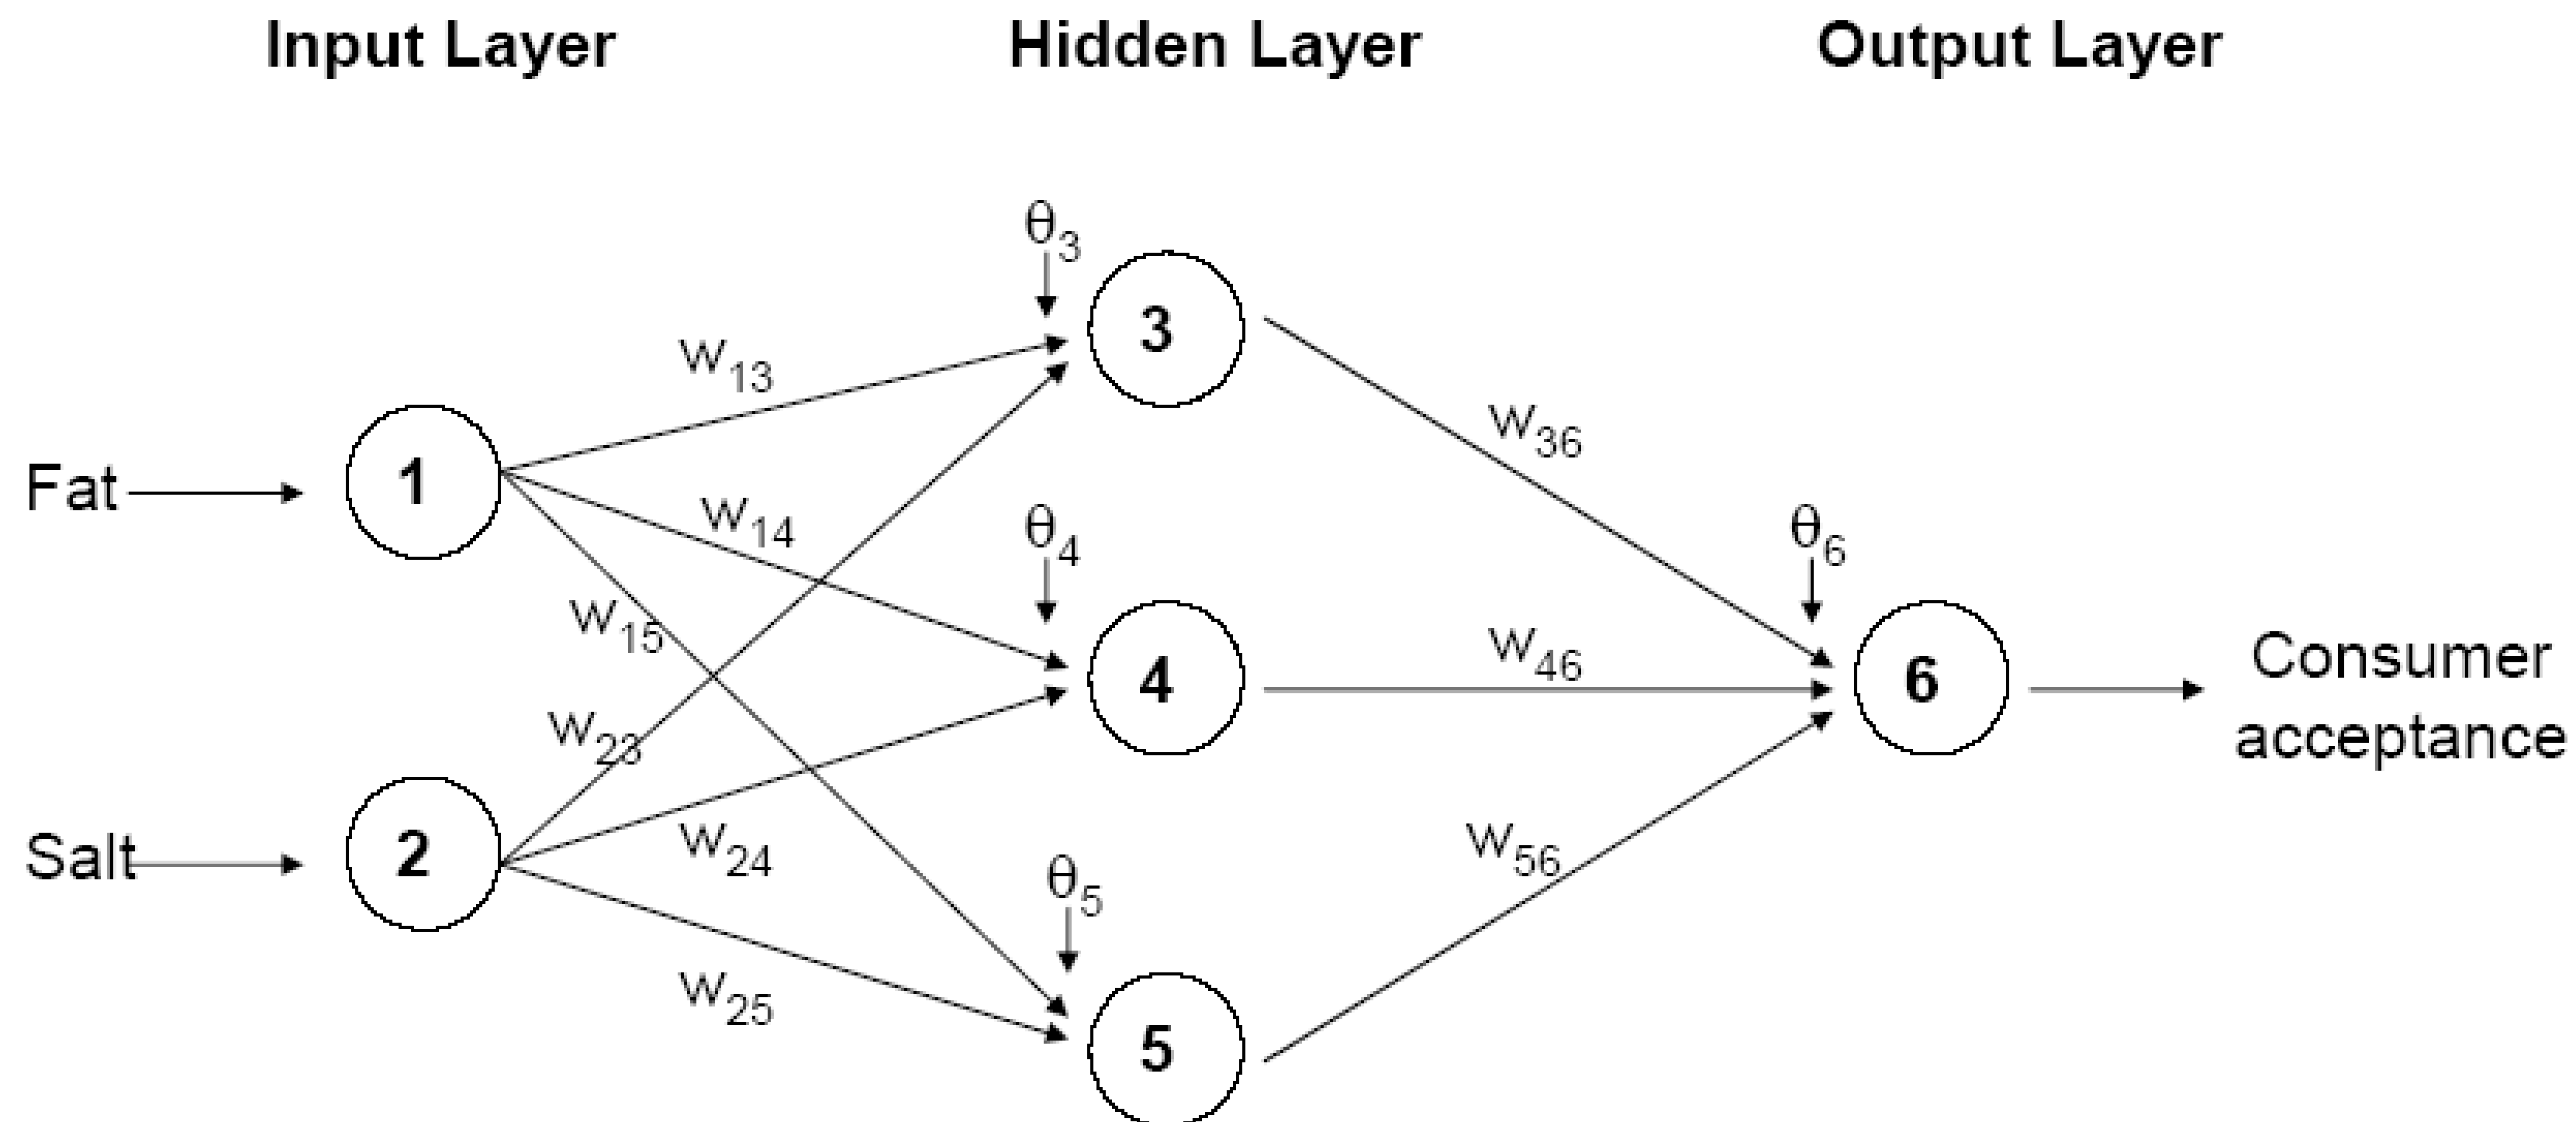 Input Layer
Hidden Layer
Output Layer
θ3
3
W13
W36
1
Fat
W14
θ4
θ6
W15
4
W46
6
Consumer
acceptance
W23
2
Salt
W24
W56
θ5
W25
5